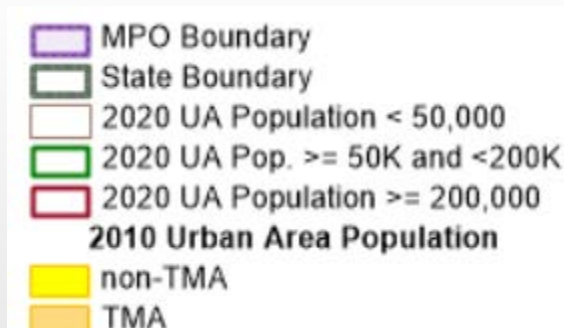 MPO Boundary
State Boundary
2020 UA Population < 50,000
2020 UA Pop. >= 50K and <200K
2020 UA Population >= 200,000
2010 Urban Area Population
non-TMA
TMA